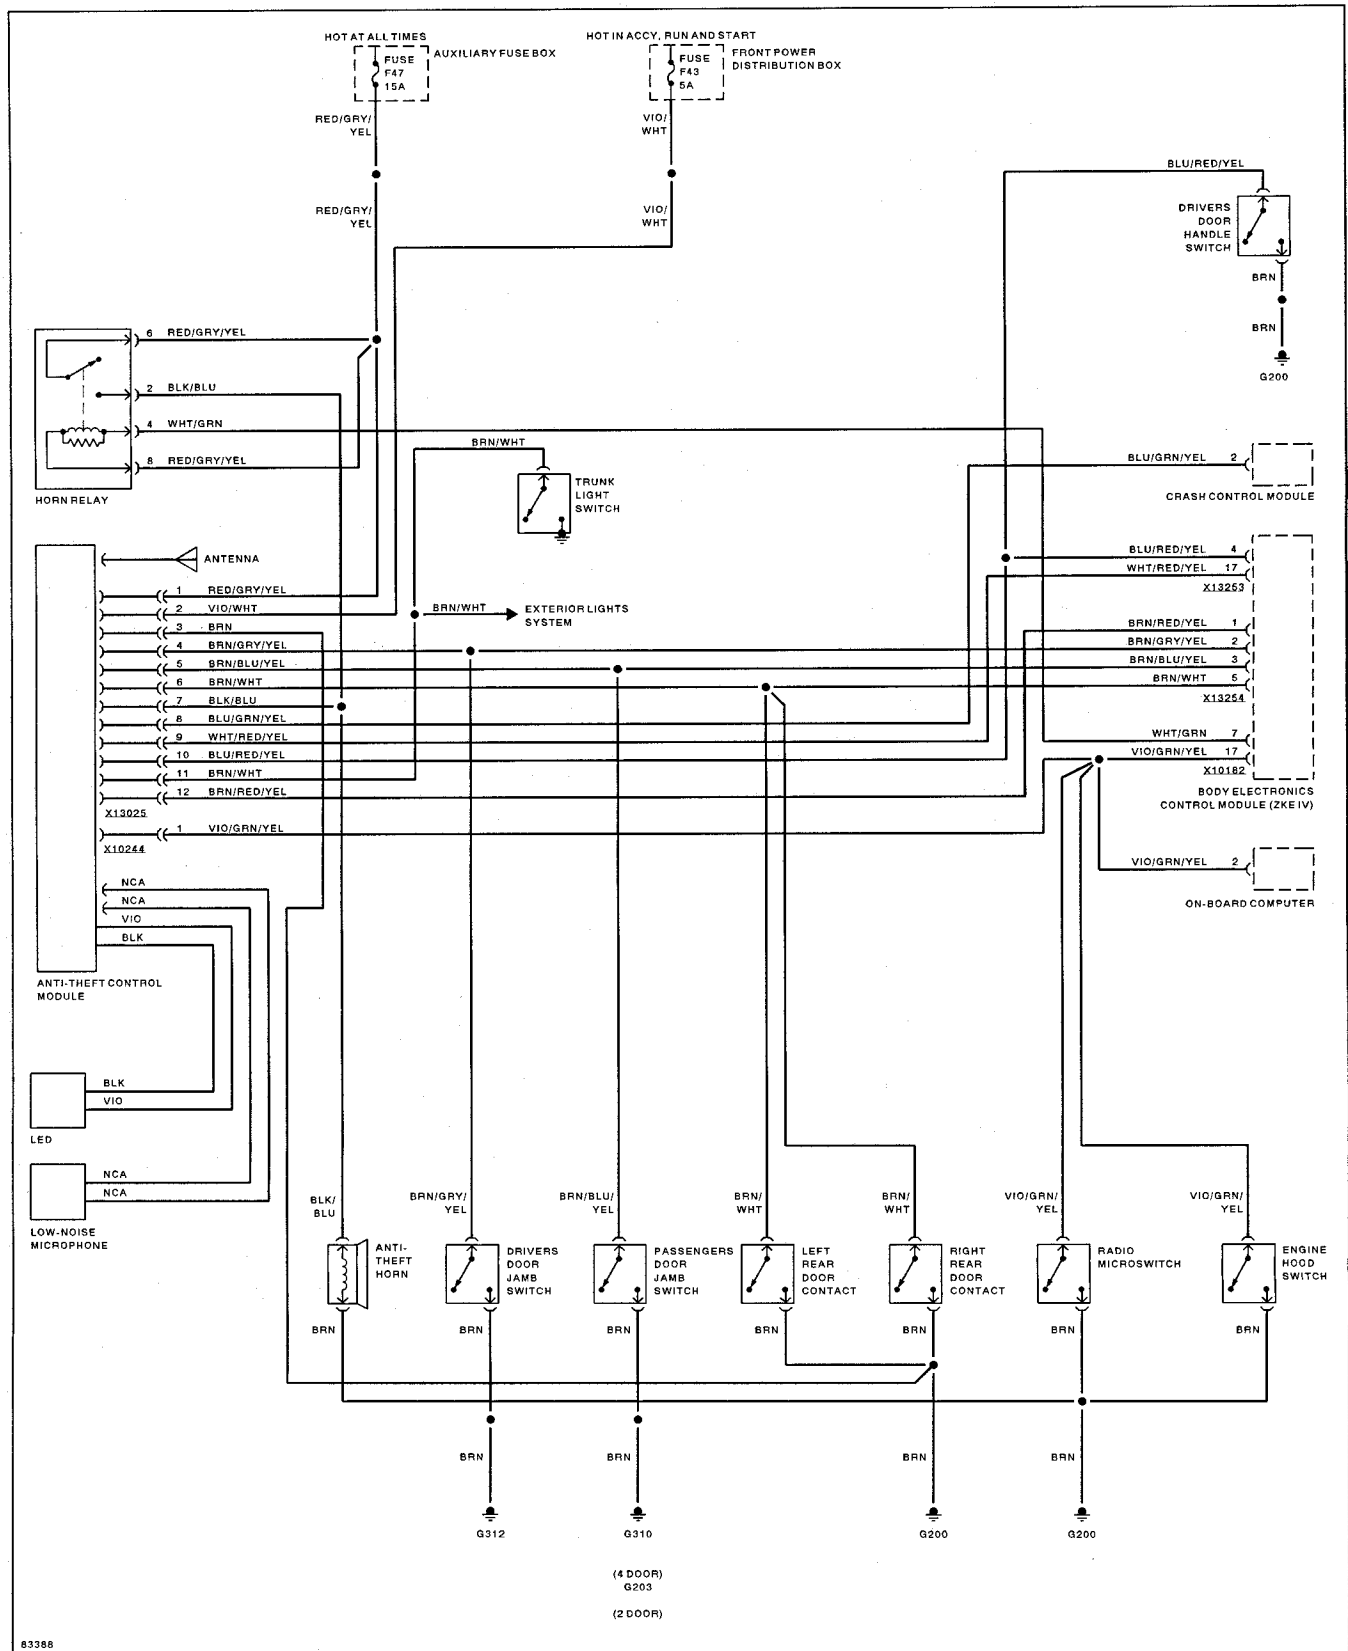 HOT AT ALL TIMES
FUSE
F47
15A
AUXILIARY FUSE BOX
HOT IN ACCY, RUN AND START
FUSE
F43
5A
FRONT POWER
DISTRIBUTION BOX
RED/GRY/
YEL
VIO/
WHT
RED/GRY/
YEL
VIO/
WHT
BLU/RED/YEL
DRIVERS
DOOR
HANDLE
SWITCH
BRN
BRN
G200
6 RED/GRY/YEL
2 BLK/BLU
4 WHT/GRN
8 RED/GRY/YEL
HORN RELAY
BRN/WHT
TRUNK
LIGHT
SWITCH
BLU/GRN/YEL 2
CRASH CONTROL MODULE
ANTENNA
1 RED/GRY/YEL
2 VIO/WHT
3 BRN
4 BRN/GRY/YEL
5 BRN/BLU/YEL
6 BRN/WHT
7 BLK/BLU
8 BLU/GRN/YEL
9 WHT/RED/YEL
10 BLU/RED/YEL
11 BRN/WHT
12 BRN/RED/YEL
X13025
1 VIO/GRN/YEL
X10244
BRN/WHT
EXTERIOR LIGHTS
SYSTEM
BLU/RED/YEL 4
WHT/RED/YEL 17
X13253
BRN/RED/YEL 1
BRN/GRY/YEL 2
BRN/BLU/YEL 3
BRN/WHT 5
X13254
WHT/GRN 7
VIO/GRN/YEL 17
X10182
BODY ELECTRONICS
CONTROL MODULE (ZKE IV)
VIO/GRN/YEL 2
ON-BOARD COMPUTER
NCA
NCA
VIO
BLK
ANTI-THEFT CONTROL
MODULE
BLK
VIO
LED
NCA
NCA
LOW-NOISE
MICROPHONE
BLK/
BLU
BRN/GRY/
YEL
BRN/BLU/
YEL
BRN/
WHT
BRN/
WHT
VIO/GRN/
YEL
VIO/GRN/
YEL
ANTI-
THEFT
HORN
DRIVERS
DOOR
JAMB
SWITCH
PASSENGERS
DOOR
JAMB
SWITCH
LEFT
REAR
DOOR
CONTACT
RIGHT
REAR
DOOR
CONTACT
RADIO
MICROSWITCH
ENGINE
HOOD
SWITCH
BRN
BRN
BRN
BRN
BRN
BRN
BRN
BRN
BRN
BRN
BRN
G312
G310
G200
G200
(4 DOOR)
G203
(2 DOOR)
83388